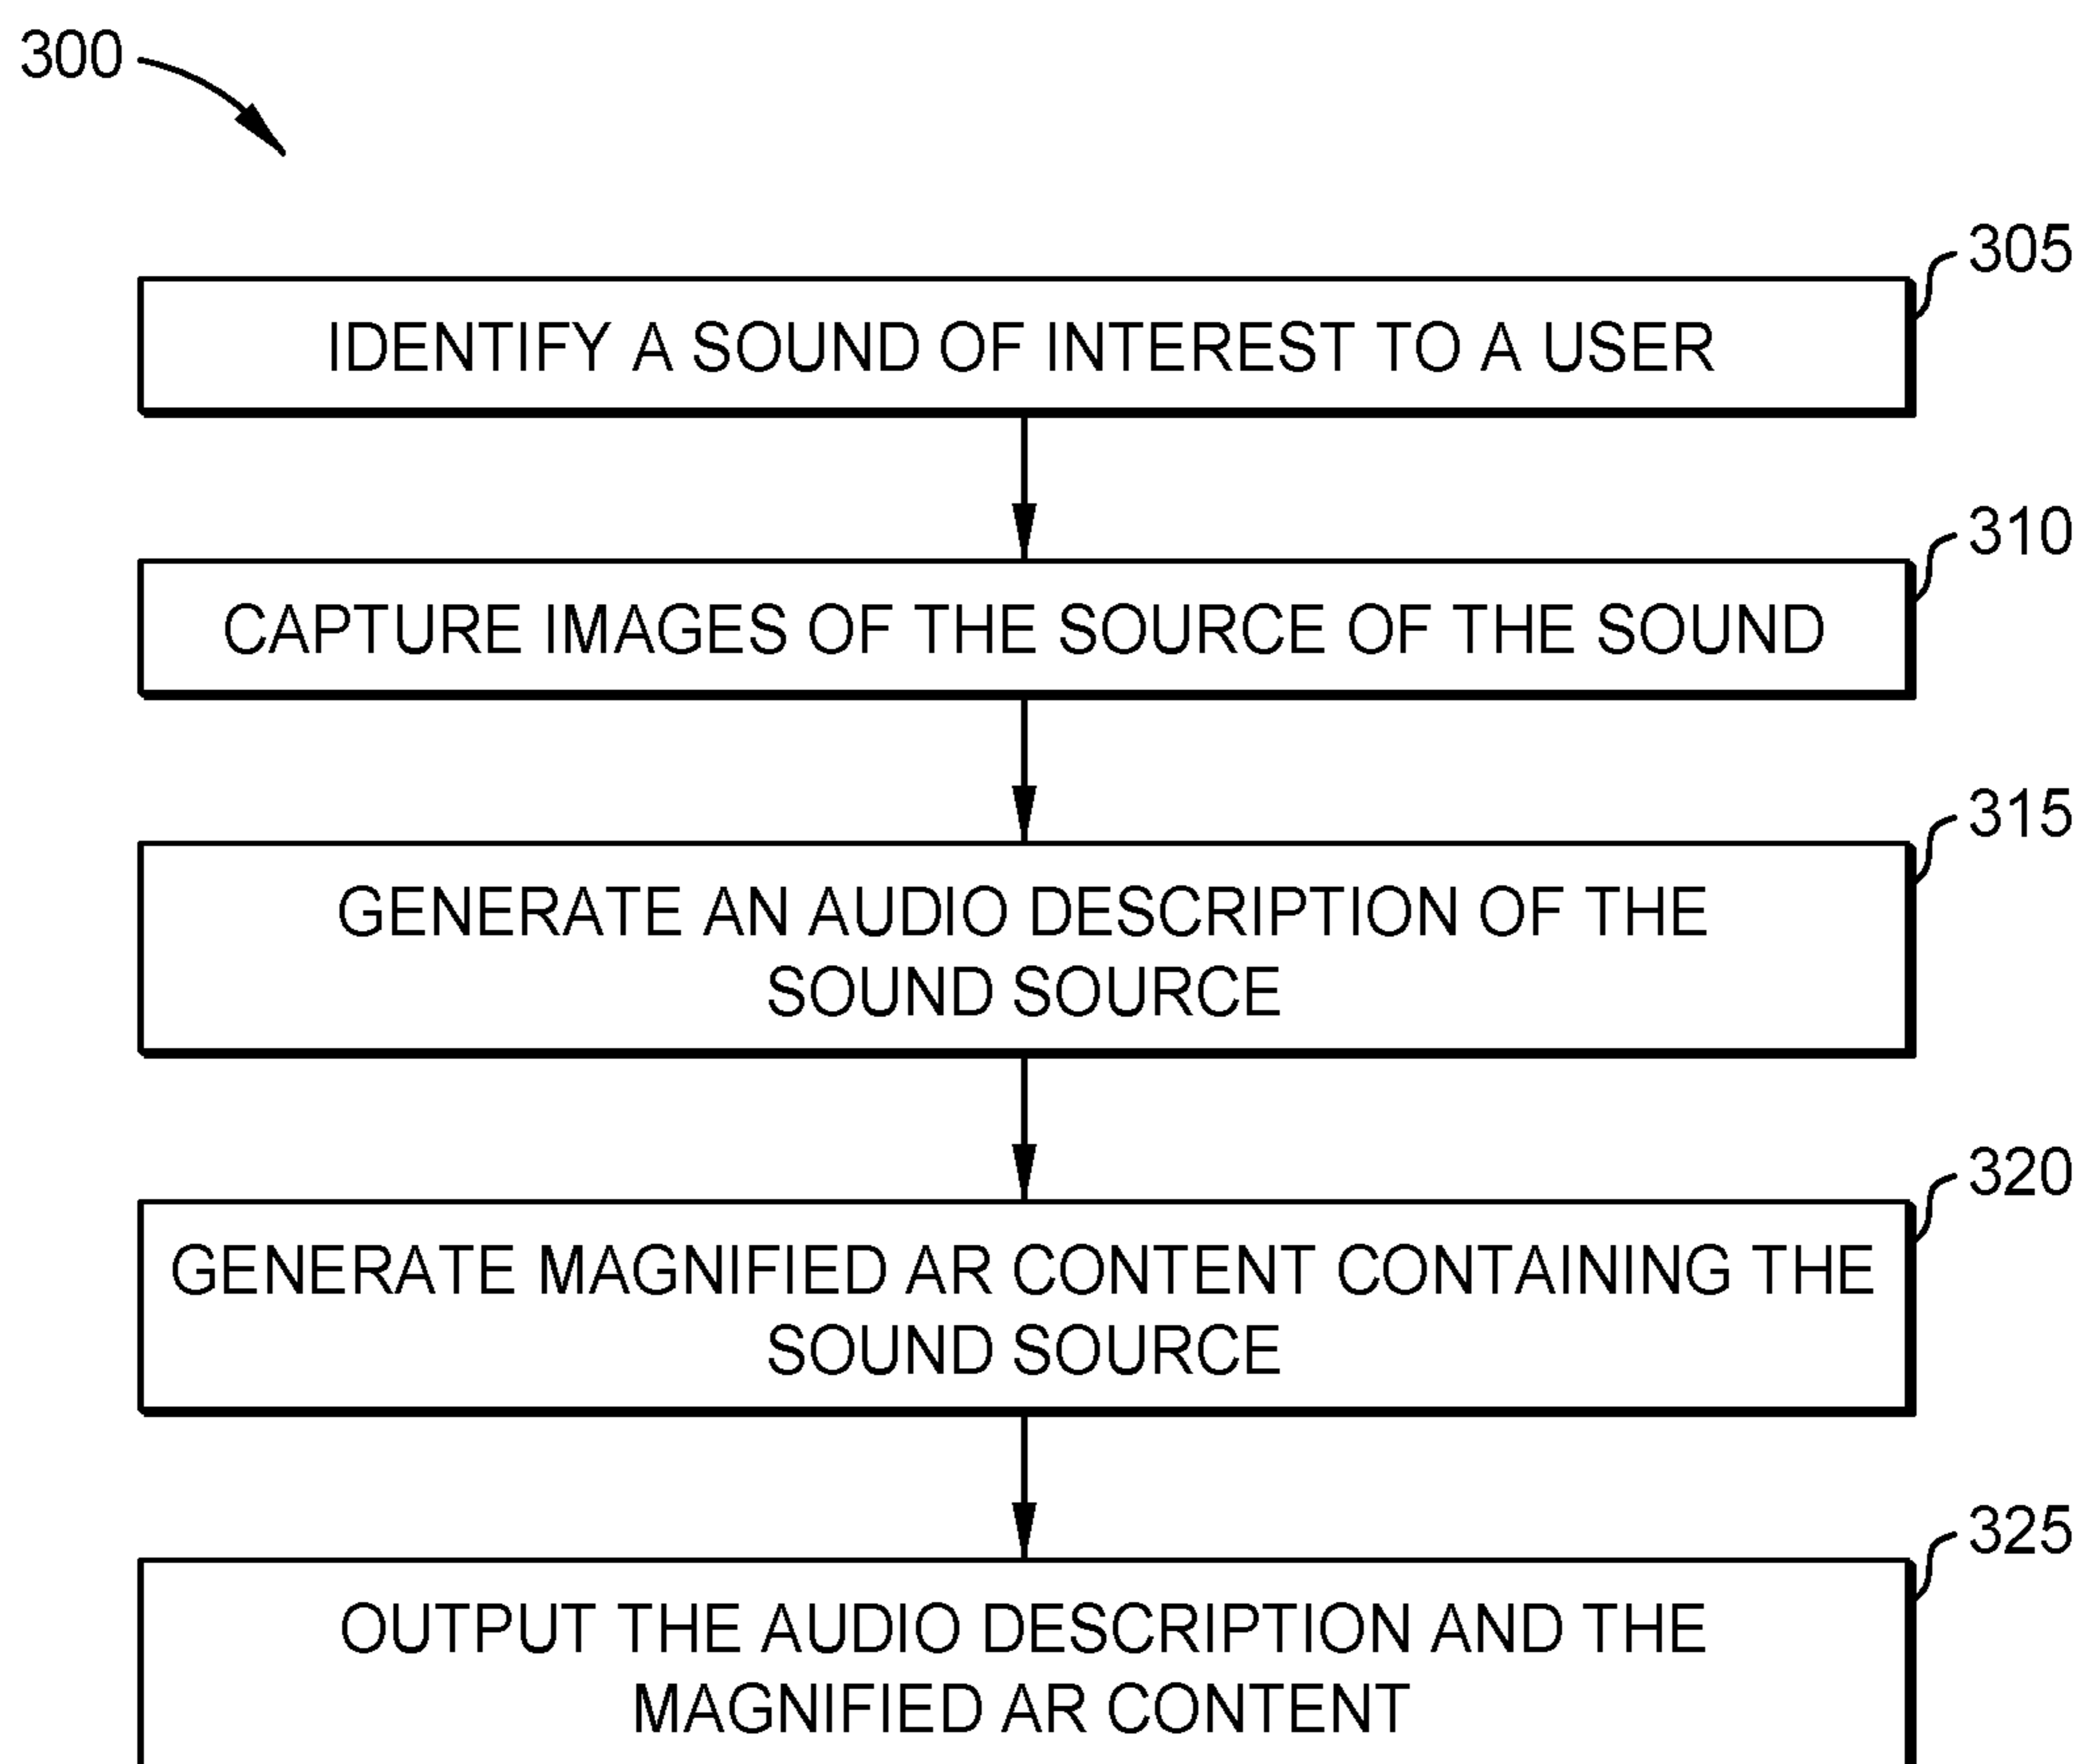 300
305
IDENTIFY A SOUND OF INTEREST TO A USER
310
CAPTURE IMAGES OF THE SOURCE OF THE SOUND
315
GENERATE AN AUDIO DESCRIPTION OF THE
SOUND SOURCE
320
GENERATE MAGNIFIED AR CONTENT CONTAINING THE
SOUND SOURCE
325
OUTPUT THE AUDIO DESCRIPTION AND THE
MAGNIFIED AR CONTENT